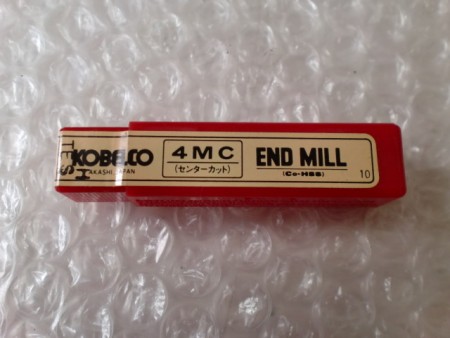 KOBELCO
AKASHI JAPAN
4MC
(センターカット)
END MILL
(Co-HSS)
10